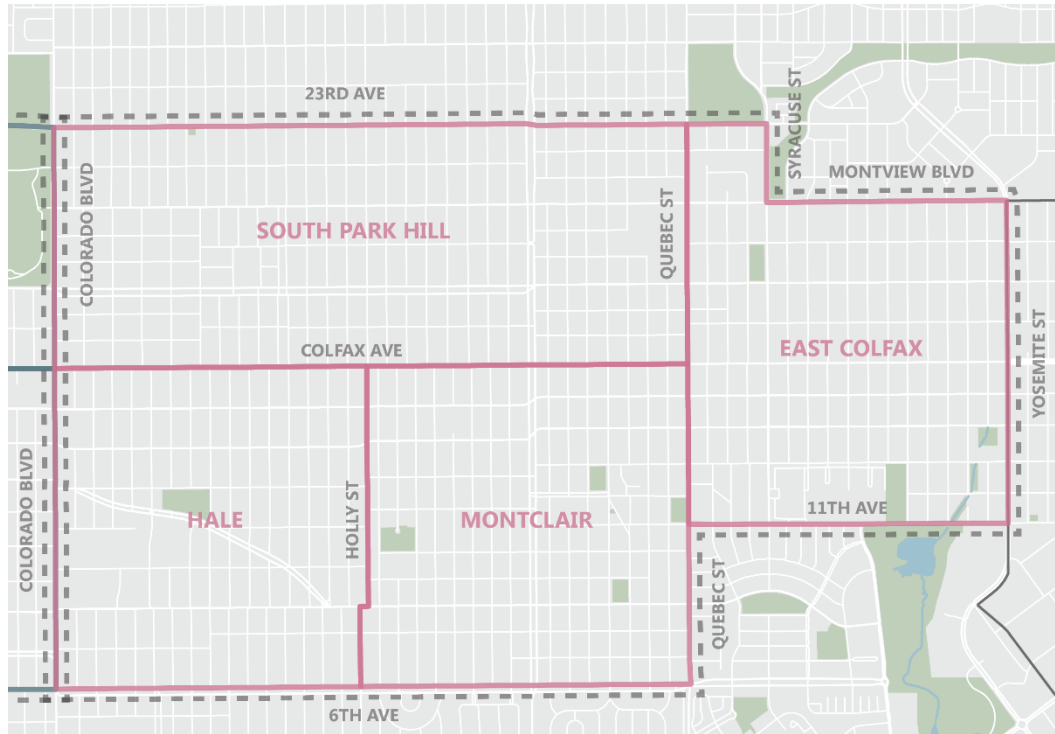 23RD AVE
SYRACUSE ST
MONTVIEW BLVD
COLORADO BLVD
SOUTH PARK HILL
QUEBEC ST
COLFAX AVE
EAST COLFAX
YOSEMITE ST
COLORADO BLVD
HALE
HOLLY ST
MONTCLAIR
11TH AVE
QUEBEC ST
6TH AVE